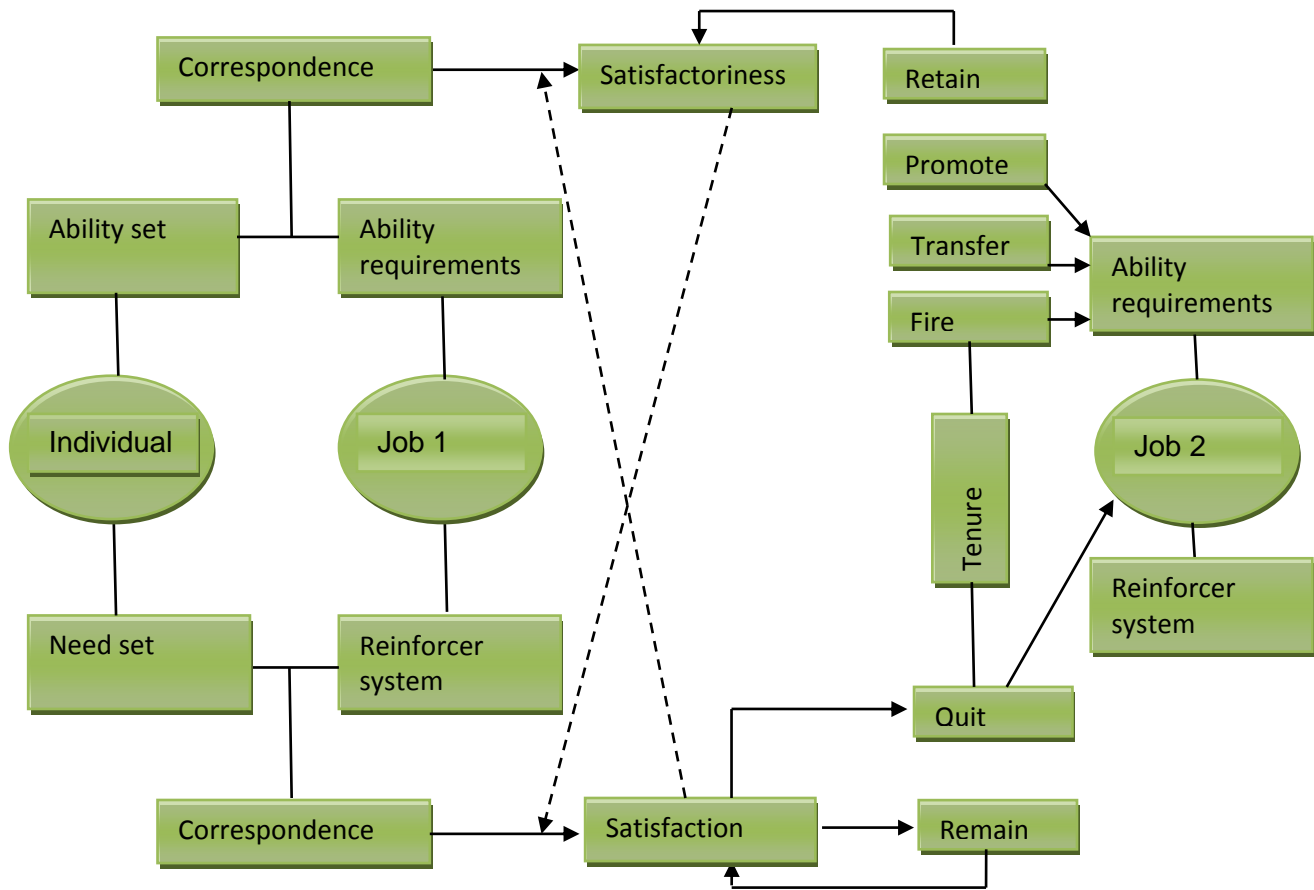 Correspondence
Satisfactoriness
Retain
Promote
Ability set
Ability
requirements
Transfer
Ability
requirements
Fire
Individual
Job 1
Job 2
Tenure
Need set
Reinforcer
system
Reinforcer
system
Quit
Correspondence
Satisfaction
Remain